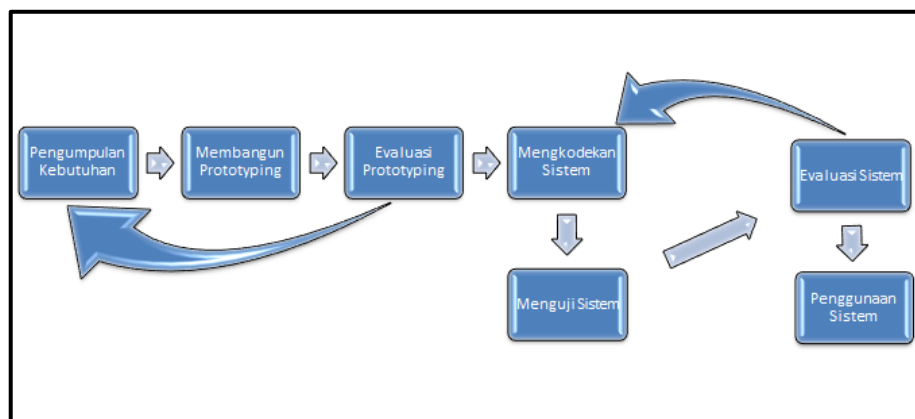 Pengumpulan
Kebutuhan
Membangun
Prototyping
Evaluasi
Prototyping
Mengkodekan
Sistem
Menguji Sistem
Evaluasi Sistem
Penggunaan
Sistem